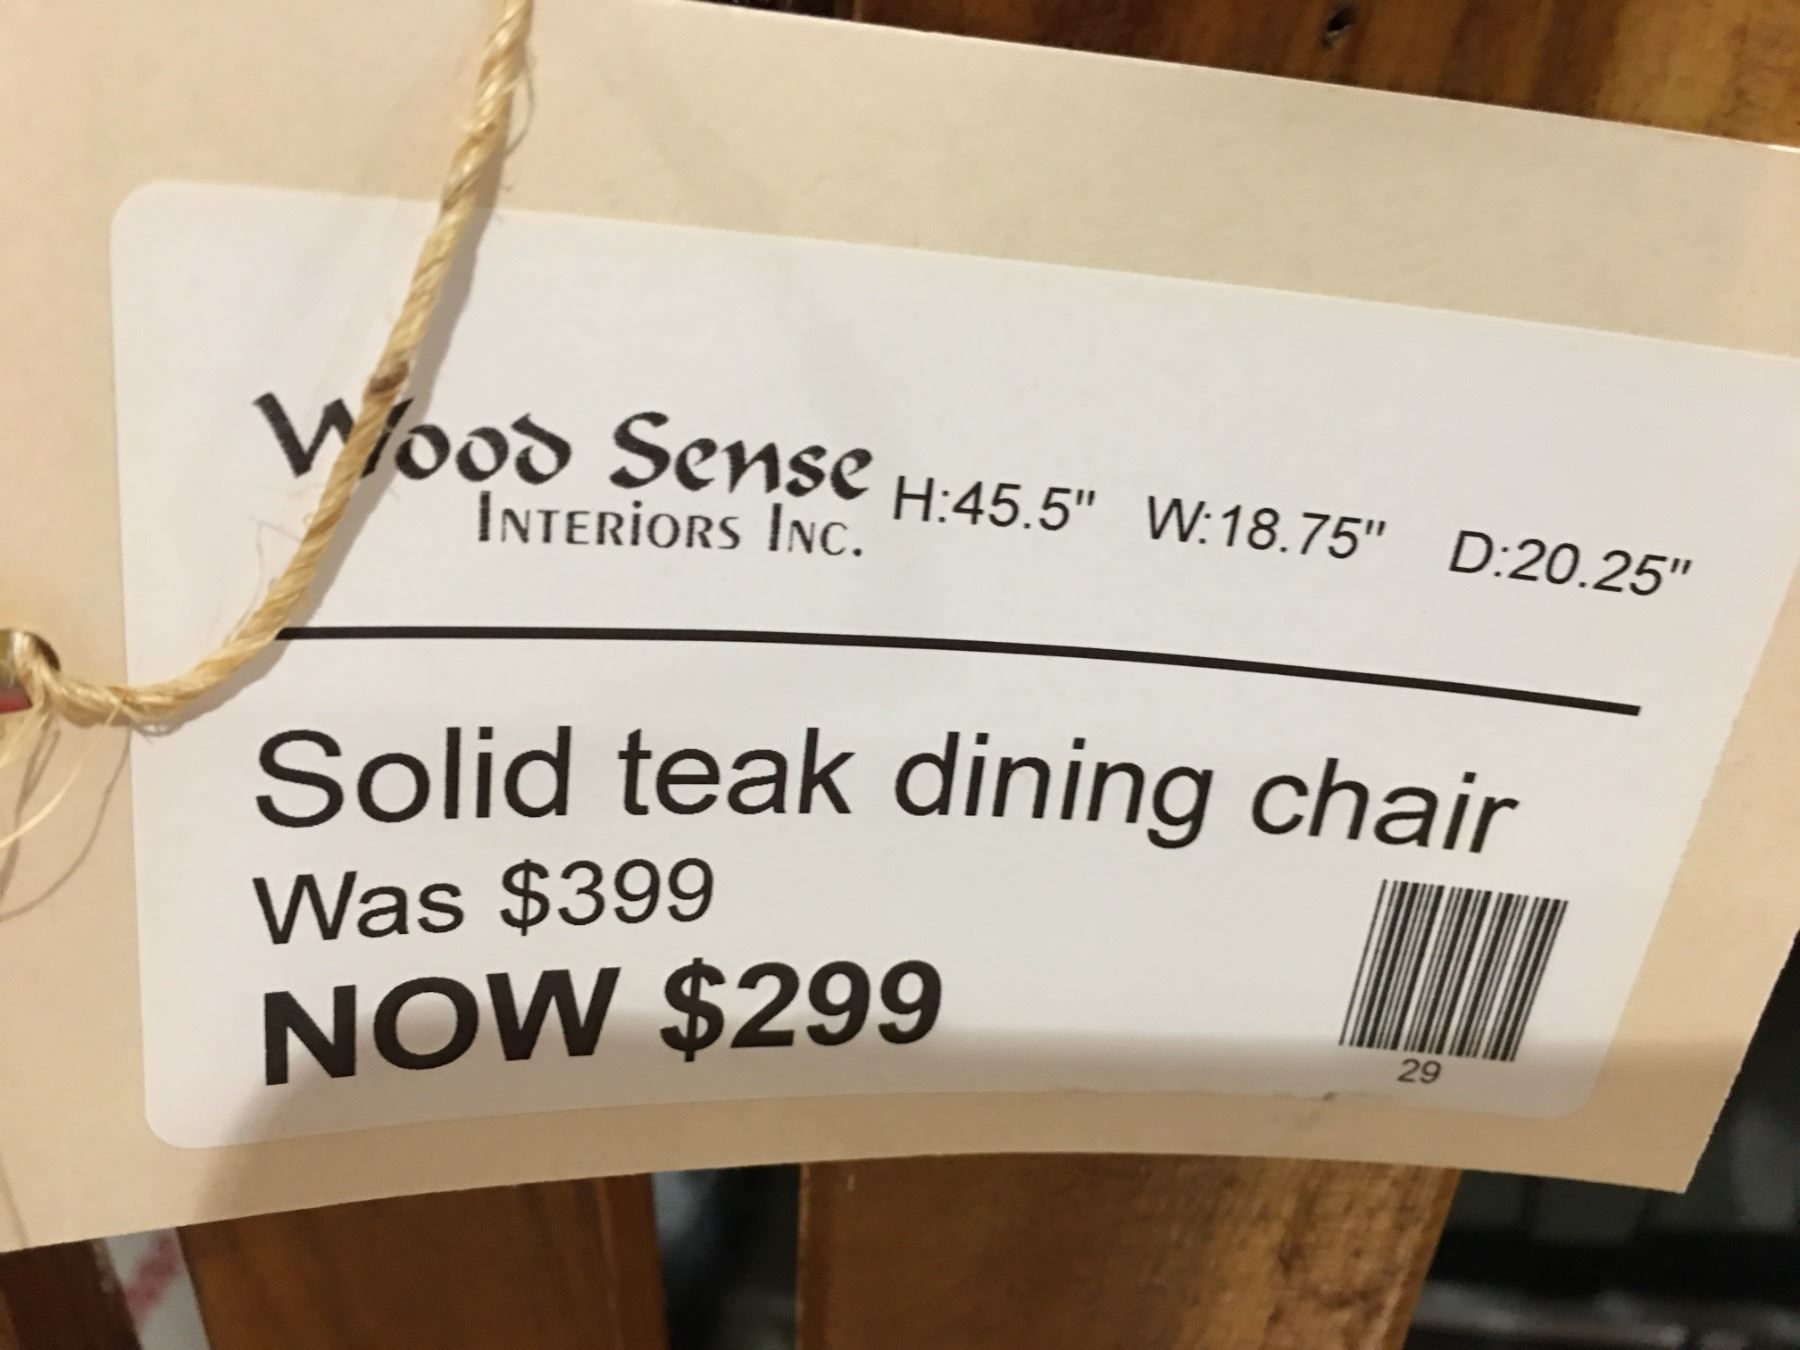 Wood Sense
INTERIORS INC.
H:45.5" W:18.75" D:20.25"
Solid teak dining chair
Was $399
NOW $299
29